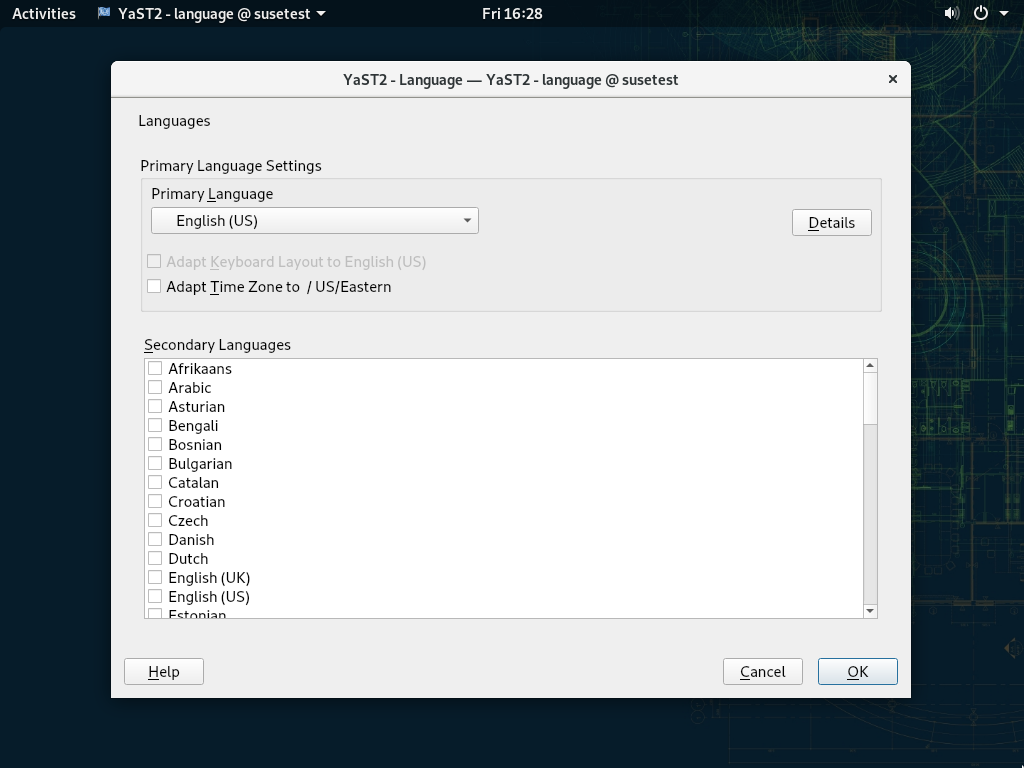 Activities YaST2 - language @ susetest Fri 16:28
YaST2 - Language — YaST2 - language @ susetest
Languages
Primary Language Settings
Primary Language
English (US)
Details
Adapt Keyboard Layout to English (US)
Adapt Time Zone to / US/Eastern
Secondary Languages
Afrikaans
Arabic
Asturian
Bengali
Bosnian
Bulgarian
Catalan
Croatian
Czech
Danish
Dutch
English (UK)
English (US)
Estonian
Help Cancel OK